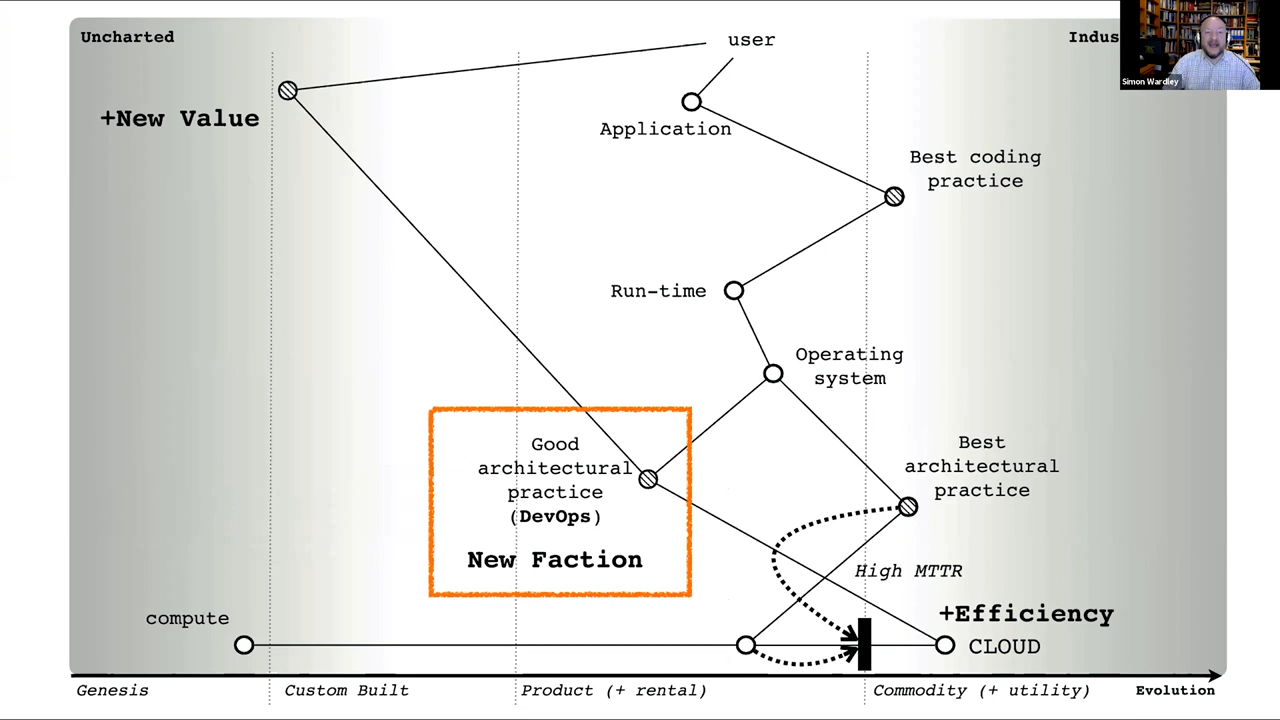 Uncharted
user
Indus
Simon Wardley
+New Value
Application
Best coding
practice
Run-time
Operating
system
Good
architectural
practice
(DevOps)
New Faction
Best
architectural
practice
High MTTR
compute
+Efficiency
CLOUD
Genesis
Custom Built
Product (+ rental)
Commodity (+ utility)
Evolution